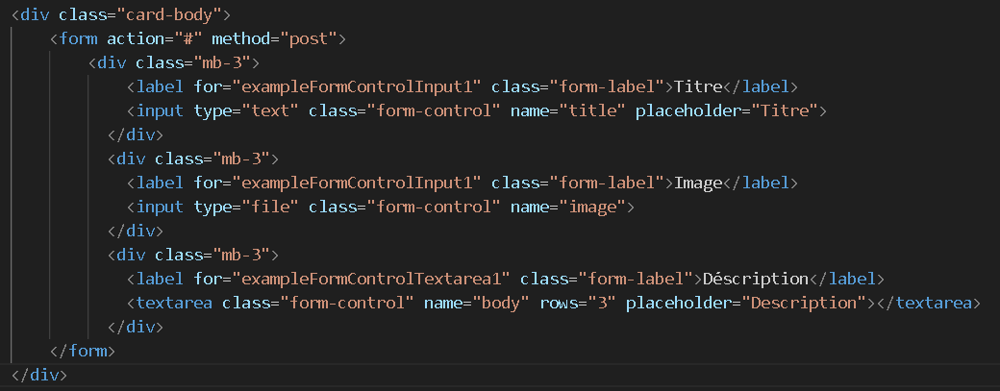 <div class="card-body">
<form action="#" method="post">
<div class="mb-3">
<label for="exampleFormControlInput1" class="form-label">Titre</label>
<input type="text" class="form-control" name="title" placeholder="Titre">
</div>
<div class="mb-3">
<label for="exampleFormControlInput1" class="form-label">Image</label>
<input type="file" class="form-control" name="image">
</div>
<div class="mb-3">
<label for="exampleFormControlTextarea1" class="form-label">Déscription</label>
<textarea class="form-control" name="body" rows="3" placeholder="Description"></textarea>
</div>
</form>
</div>